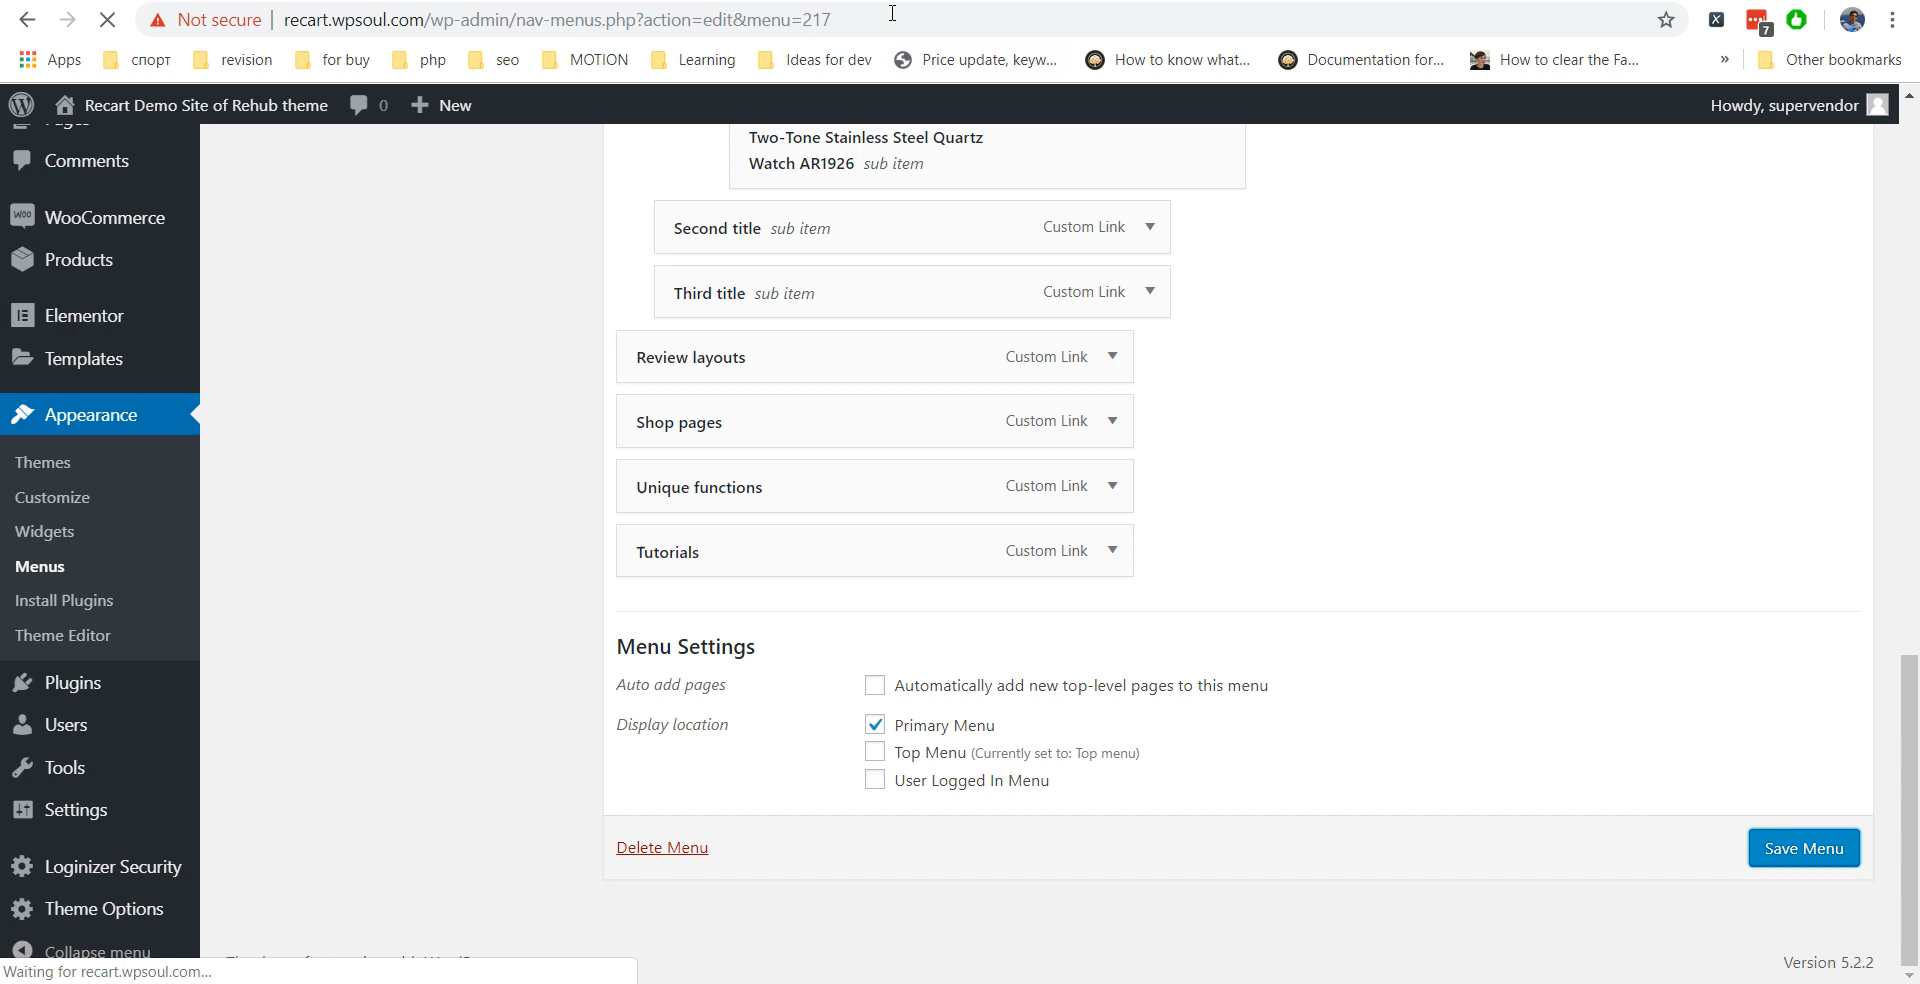 Not secure | recart.wpsoul.com/wp-admin/nav-menus.php?action=edit&menu=217
7
Apps спорт revision for buy php seo MOTION Learning Ideas for dev Price update, keyw... How to know what... Documentation for... How to clear the Fa... » Other bookmarks
Recart Demo Site of Rehub theme 0 New Howdy, supervendor
Pages
Comments
WooCommerce
Products
Elementor
Templates
Appearance
Themes
Customize
Widgets
Menus
Install Plugins
Theme Editor
Plugins
Users
Tools
Settings
Loginizer Security
Theme Options
Collapse menu
Two-Tone Stainless Steel Quartz
Watch AR1926 sub item
Second title sub item Custom Link
Third title sub item Custom Link
Review layouts Custom Link
Shop pages Custom Link
Unique functions Custom Link
Tutorials Custom Link
Menu Settings
Auto add pages Automatically add new top-level pages to this menu
Display location Primary Menu
Top Menu (Currently set to: Top menu)
User Logged In Menu
Delete Menu Save Menu
Version 5.2.2
Waiting for recart.wpsoul.com...